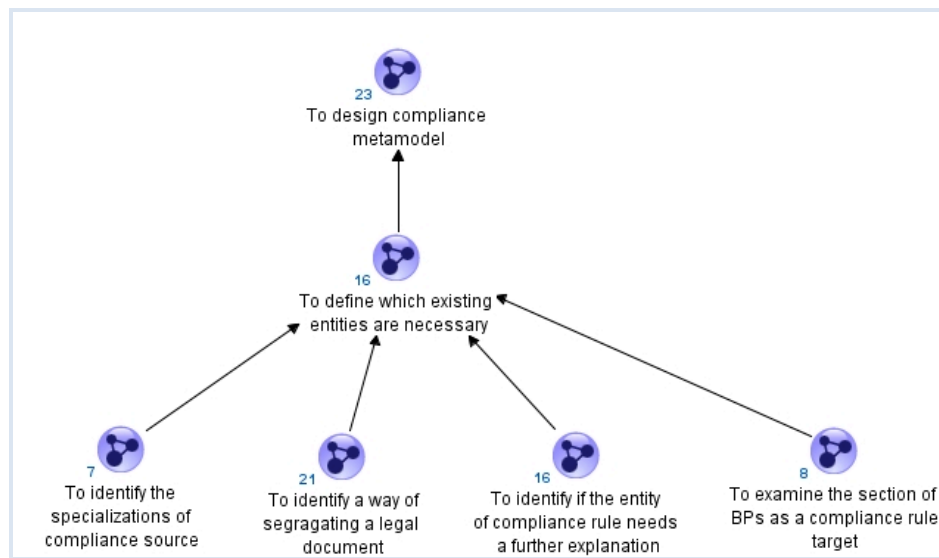 23
To design compliance
metamodel
16
To define which existing
entities are necessary
7
To identify the
specializations of
compliance source
21
To identify a way of
segragating a legal
document
16
To identify if the entity
of compliance rule needs
a further explanation
8
To examine the section of
BPs as a compliance rule
target